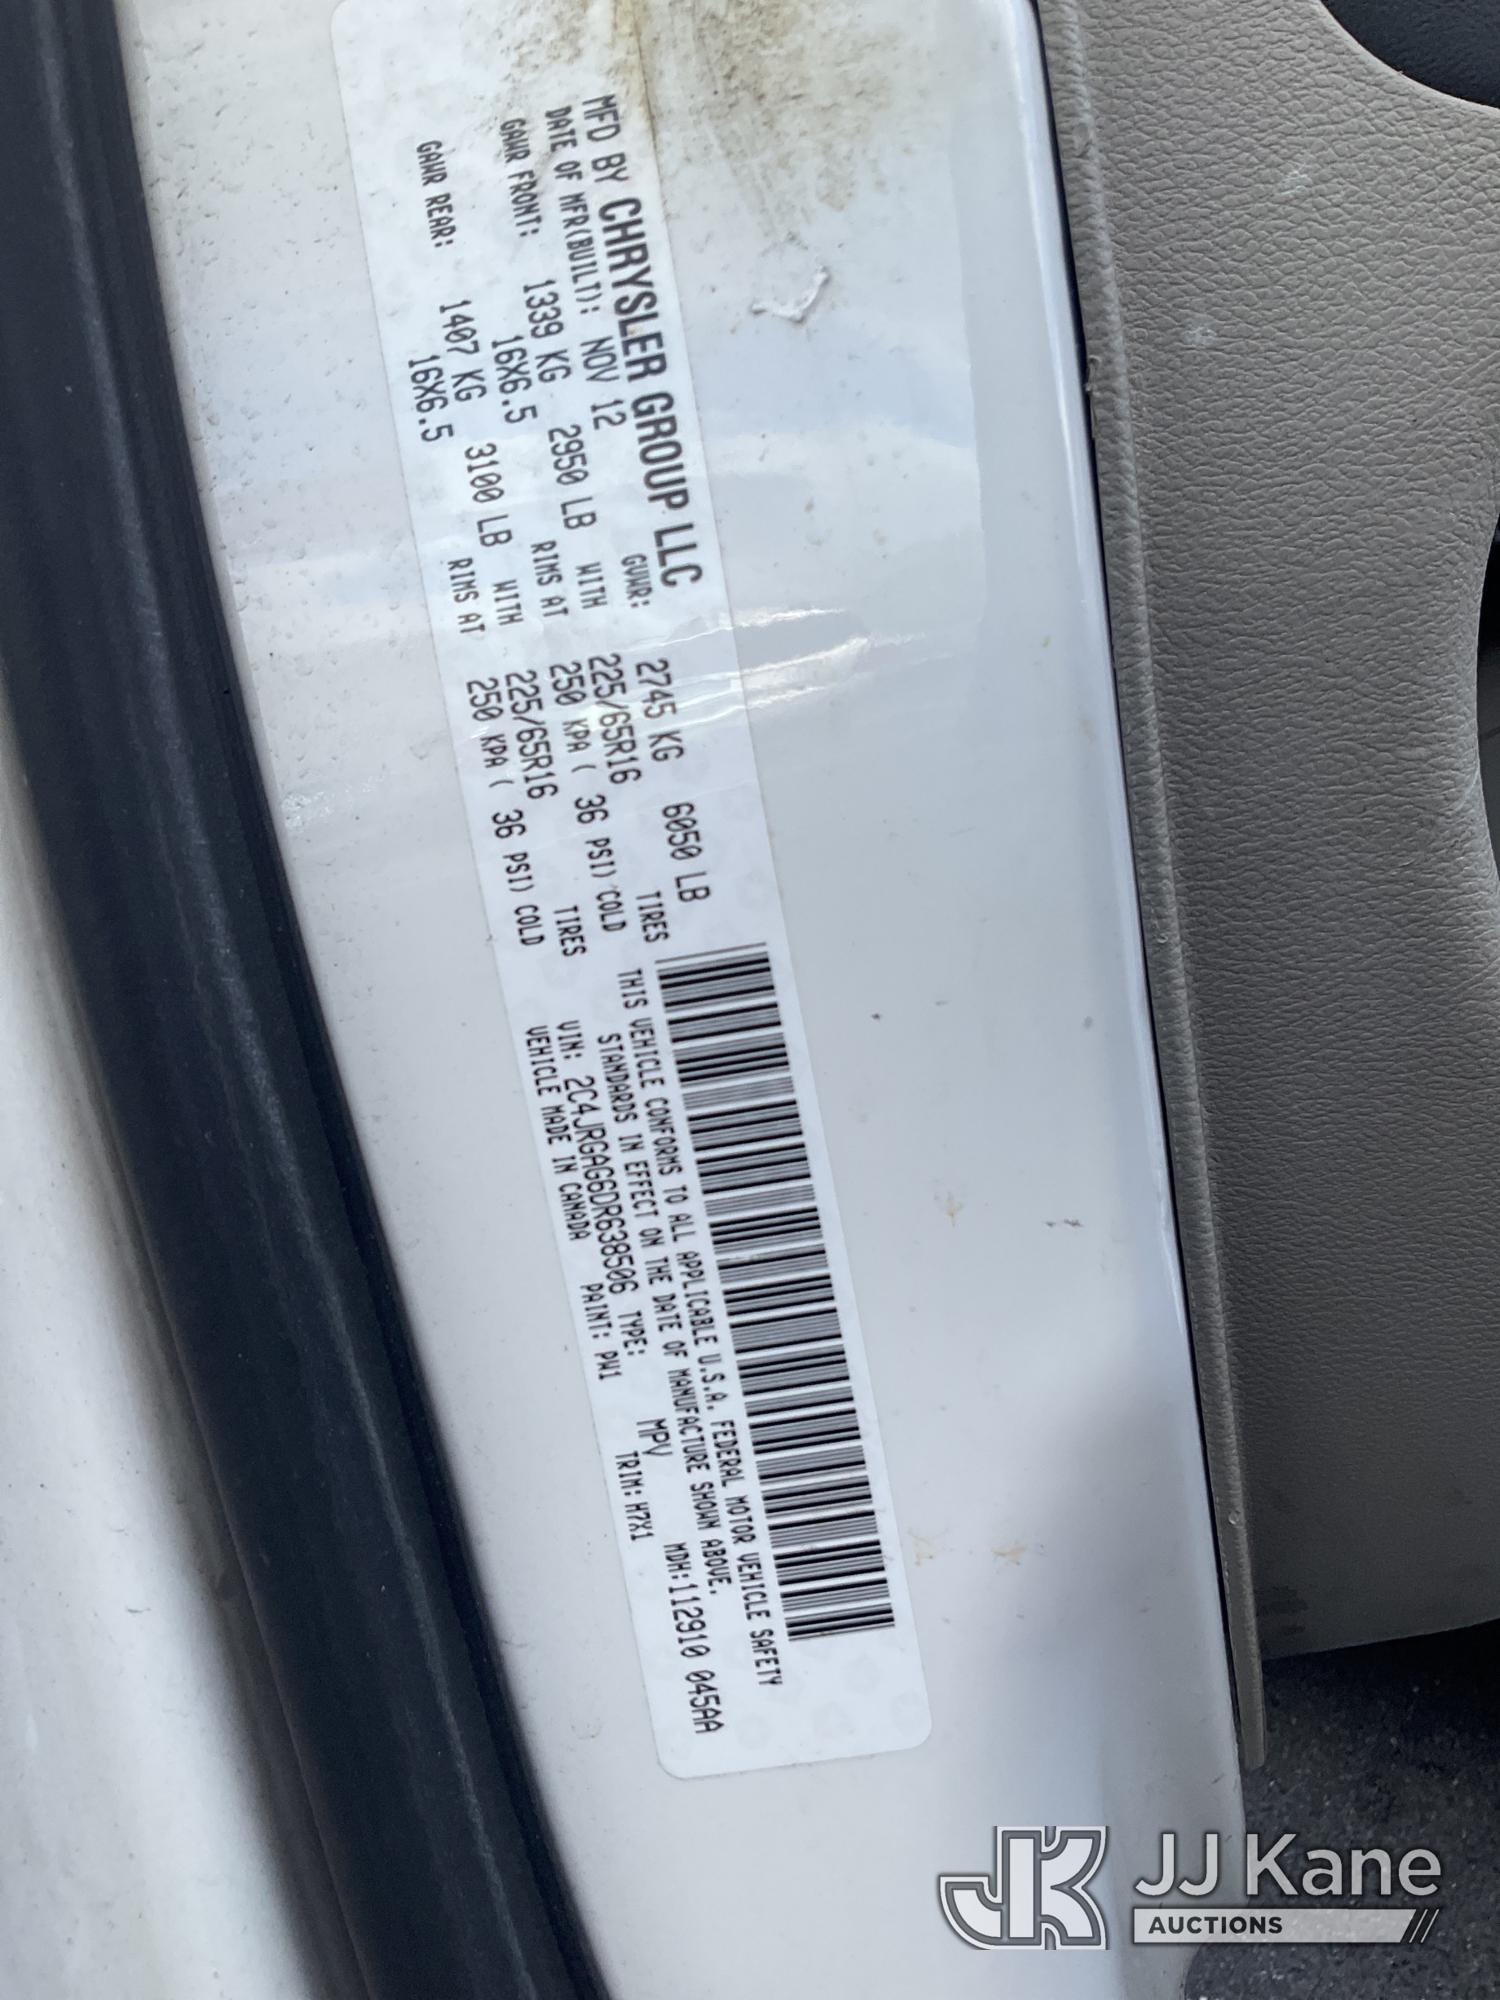 MFD BY CHRYSLER GROUP LLC
DATE OF MFR(BUILT): NOV 12 GVWR: 2745 KG 6050 LB
GAWR FRONT: 1339 KG 2950 LB WITH 225/65R16 TIRES
16X6.5 RIMS AT 250 KPA ( 36 PSI) COLD
GAWR REAR: 1407 KG 3100 LB WITH 225/65R16 TIRES
16X6.5 RIMS AT 250 KPA ( 36 PSI) COLD
THIS VEHICLE CONFORMS TO ALL APPLICABLE U.S.A. FEDERAL MOTOR VEHICLE SAFETY
STANDARDS IN EFFECT ON THE DATE OF MANUFACTURE SHOWN ABOVE.
VIN: 2C4JRGAG6DR638506 TYPE: MPV MDH:112910 045AA
VEHICLE MADE IN CANADA PAINT: PW1 TRIM: H7X1
JK JJ Kane
AUCTIONS